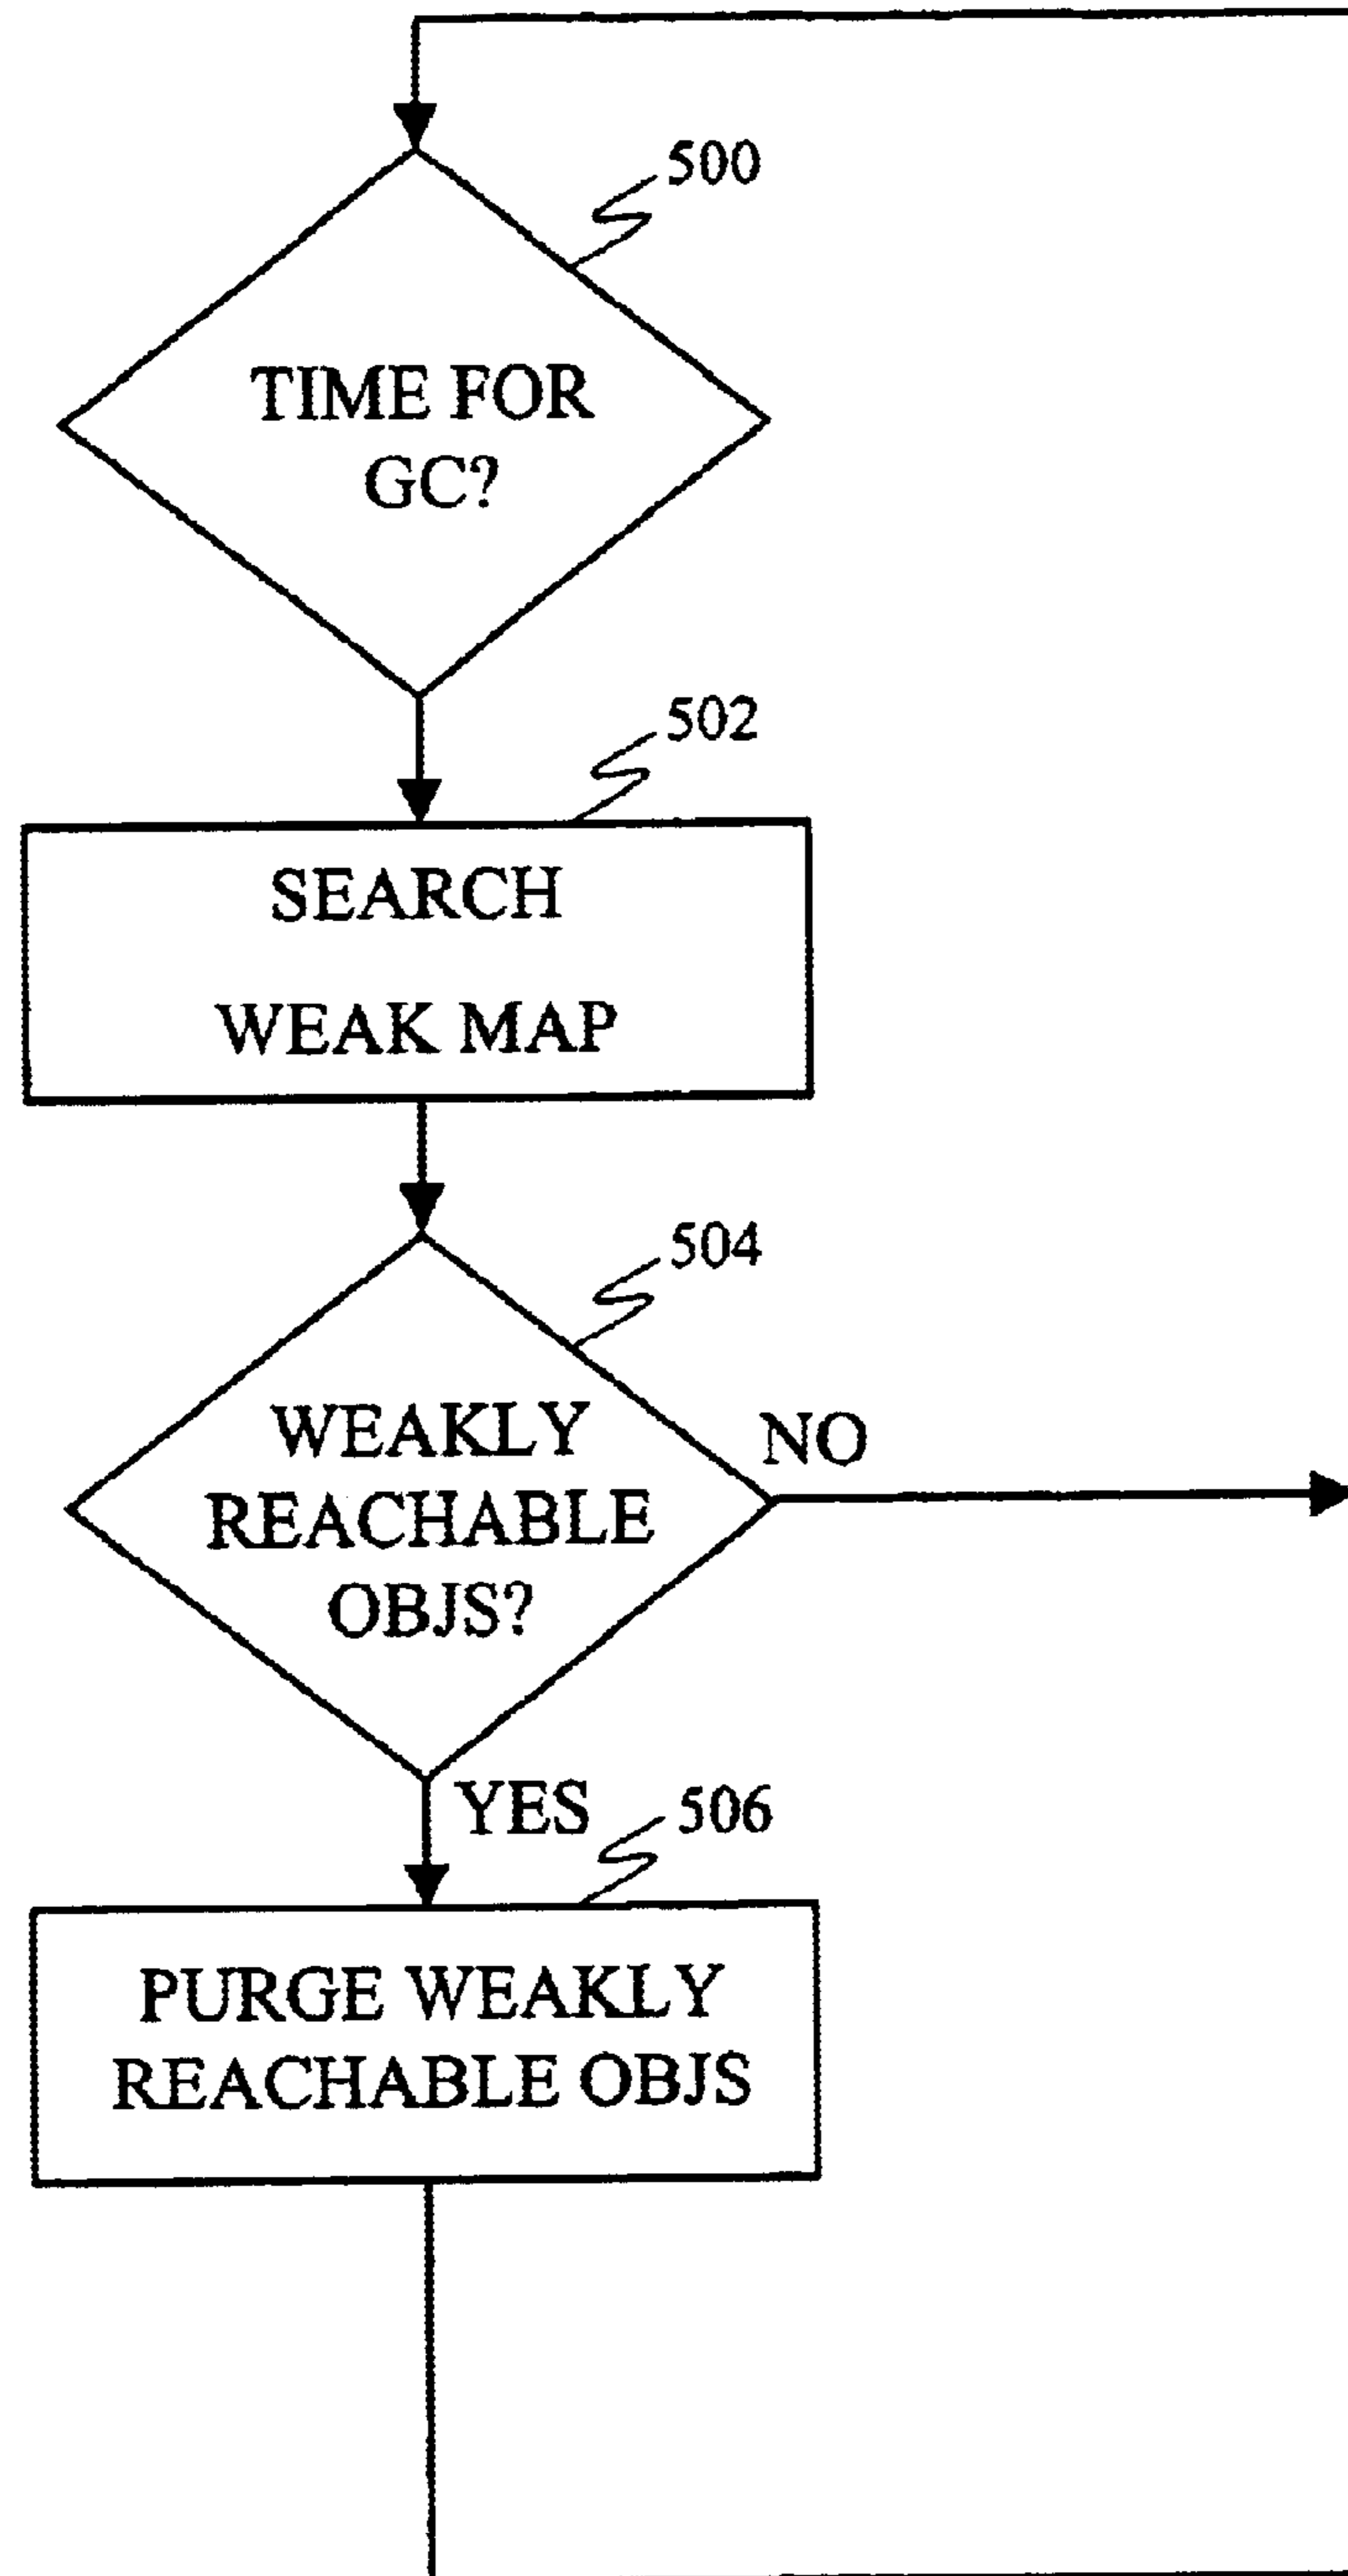 500
TIME FOR
GC?
502
SEARCH
WEAK MAP
504
WEAKLY
REACHABLE
OBJS?
NO
YES
506
PURGE WEAKLY
REACHABLE OBJS